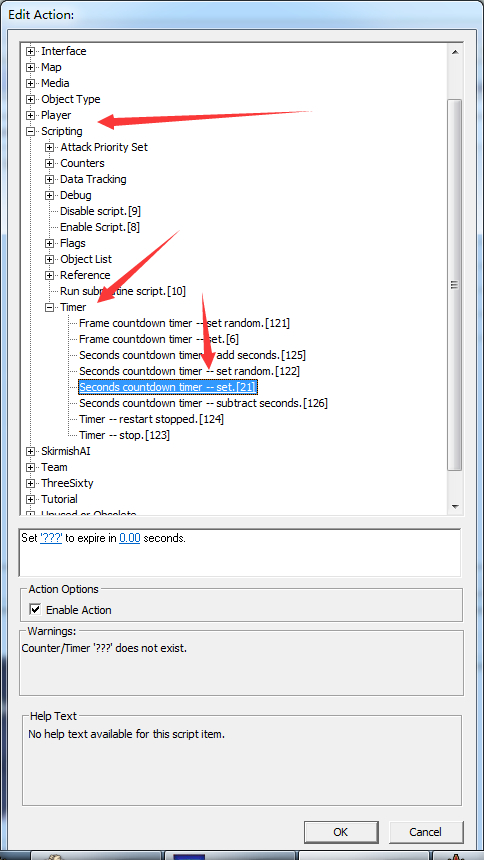 Edit Action:
Interface
Map
Media
Object Type
Player
Scripting
Attack Priority Set
Counters
Data Tracking
Debug
Disable script.[9]
Enable Script.[8]
Flags
Object List
Reference
Run subroutine script.[10]
Timer
Frame countdown timer -- set random.[121]
Frame countdown timer -- set.[6]
Seconds countdown timer -- add seconds.[125]
Seconds countdown timer -- set random.[122]
Seconds countdown timer -- set.[21]
Seconds countdown timer -- subtract seconds.[126]
Timer -- restart stopped.[124]
Timer -- stop.[123]
SkirmishAI
Team
ThreeSixty
Tutorial
Unused or Obsolete
Set '???' to expire in 0.00 seconds.
Action Options
Enable Action
Warnings:
Counter/Timer '???' does not exist.
Help Text
No help text available for this script item.
OK
Cancel